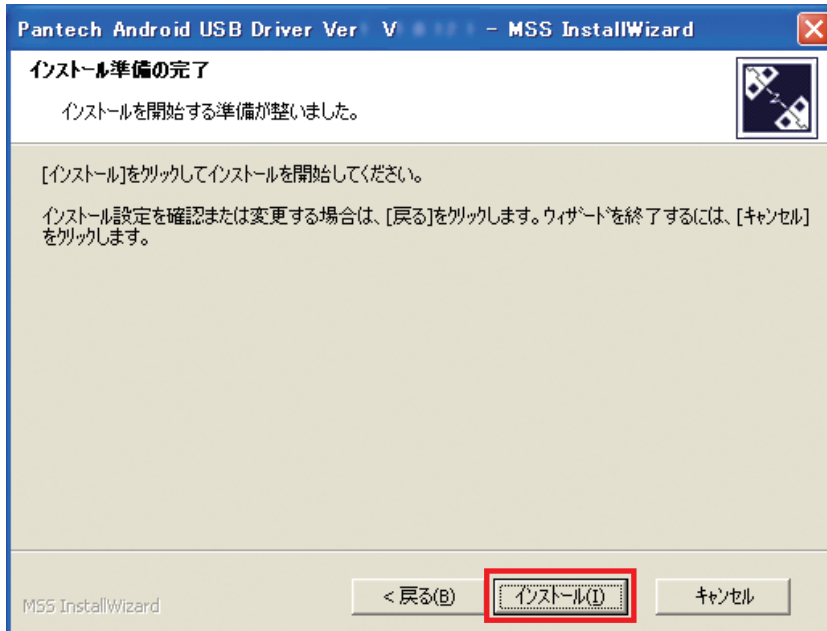 Pantech Android USB Driver Ver V - MSS InstallWizard
インストール準備の完了
インストールを開始する準備が整いました。
[インストール]をクリックしてインストールを開始してください。
インストール設定を確認または変更する場合は、[戻る]をクリックします。ウィザードを終了するには、[キャンセル]
をクリックします。
MSS InstallWizard
< 戻る(B)
インストール(I)
キャンセル